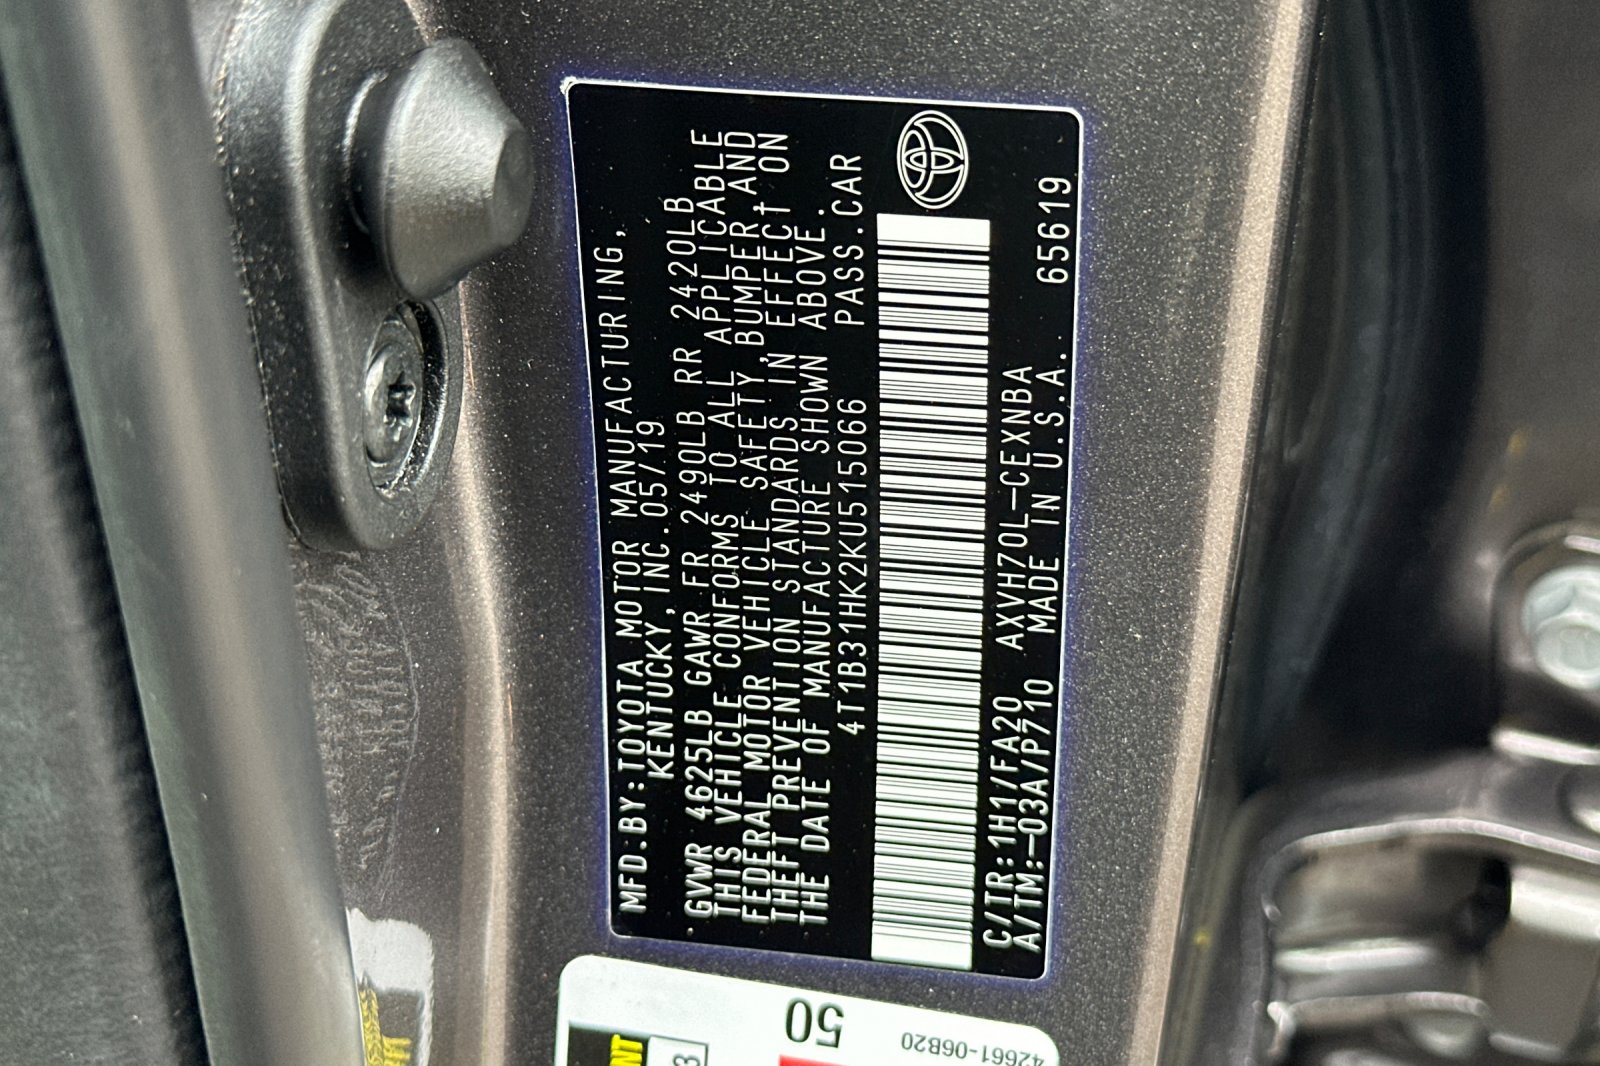 MFD.BY:TOYOTA MOTOR MANUFACTURING,
KENTUCKY,INC.05/19
GVWR 4625LB GAWR FR 2490LB RR 2420LB
THIS VEHICLE CONFORMS TO ALL APPLICABLE
FEDERAL MOTOR VEHICLE SAFETY,BUMPER AND
THEFT PREVENTION STANDARDS IN EFFECT ON
THE DATE OF MANUFACTURE SHOWN ABOVE.
4T1B31HK2KU515066 PASS.CAR
C/TR:1H1/FA20 AXVH70L-CEXNBA
A/TM:-03A/P710 MADE IN U.S.A. 65619
50
42661-06B20
3